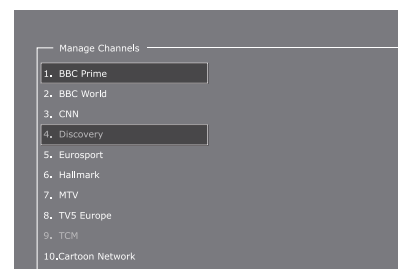 Manage Channels
1. BBC Prime
2. BBC World
3. CNN
4. Discovery
5. Eurosport
6. Hallmark
7. MTV
8. TV5 Europe
9. TCM
10.Cartoon Network